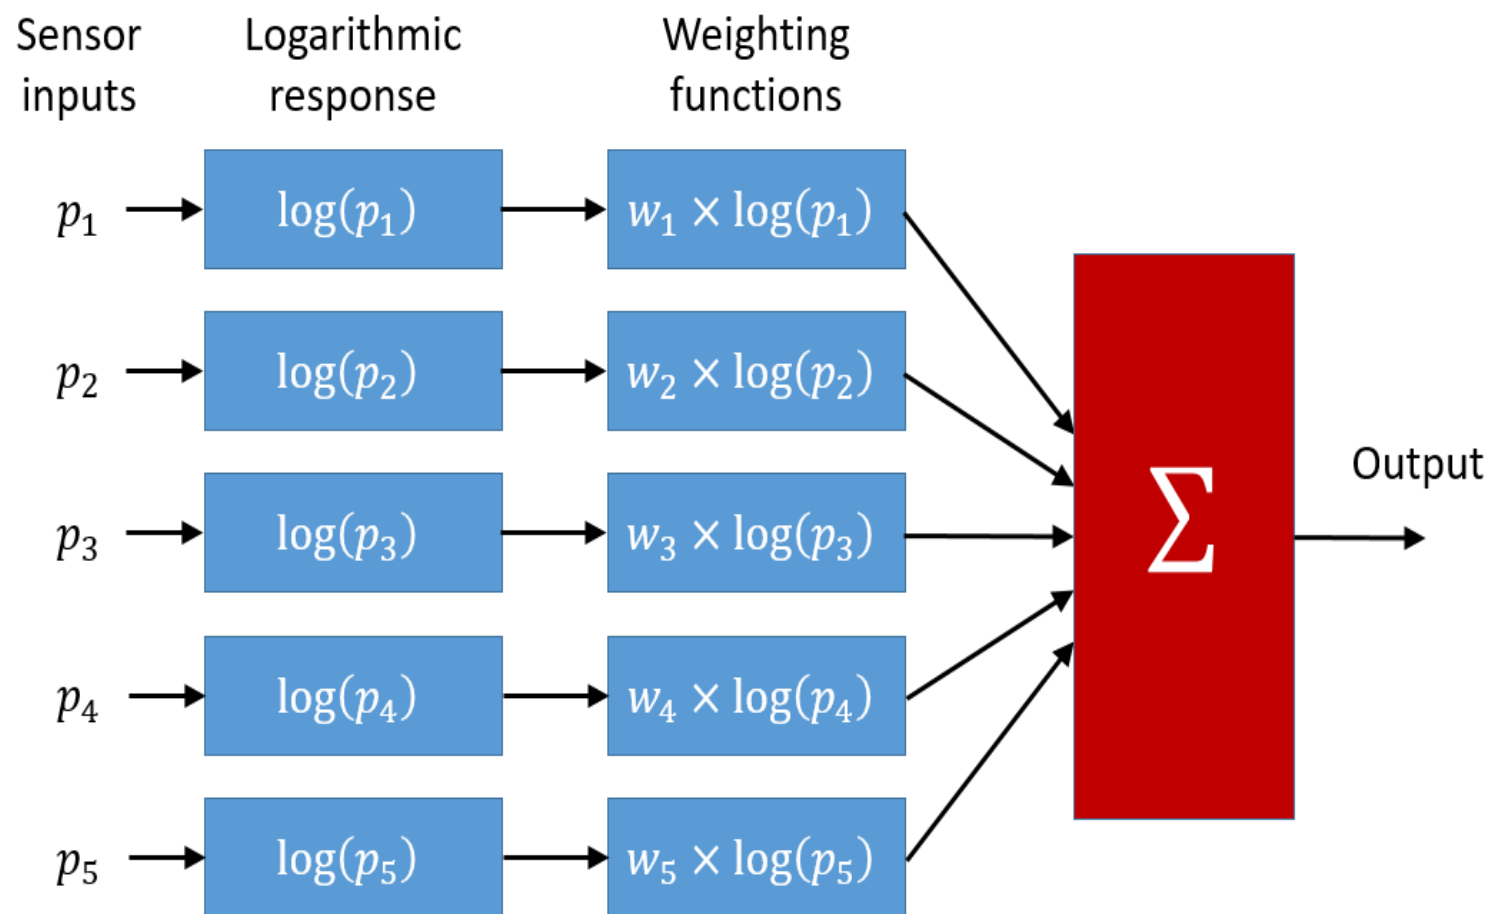 Sensor
inputs
Logarithmic
response
Weighting
functions
p₁
log(p₁)
w₁ × log(p₁)
p₂
log(p₂)
w₂ × log(p₂)
p₃
log(p₃)
w₃ × log(p₃)
p₄
log(p₄)
w₄ × log(p₄)
p₅
log(p₅)
w₅ × log(p₅)
∑
Output